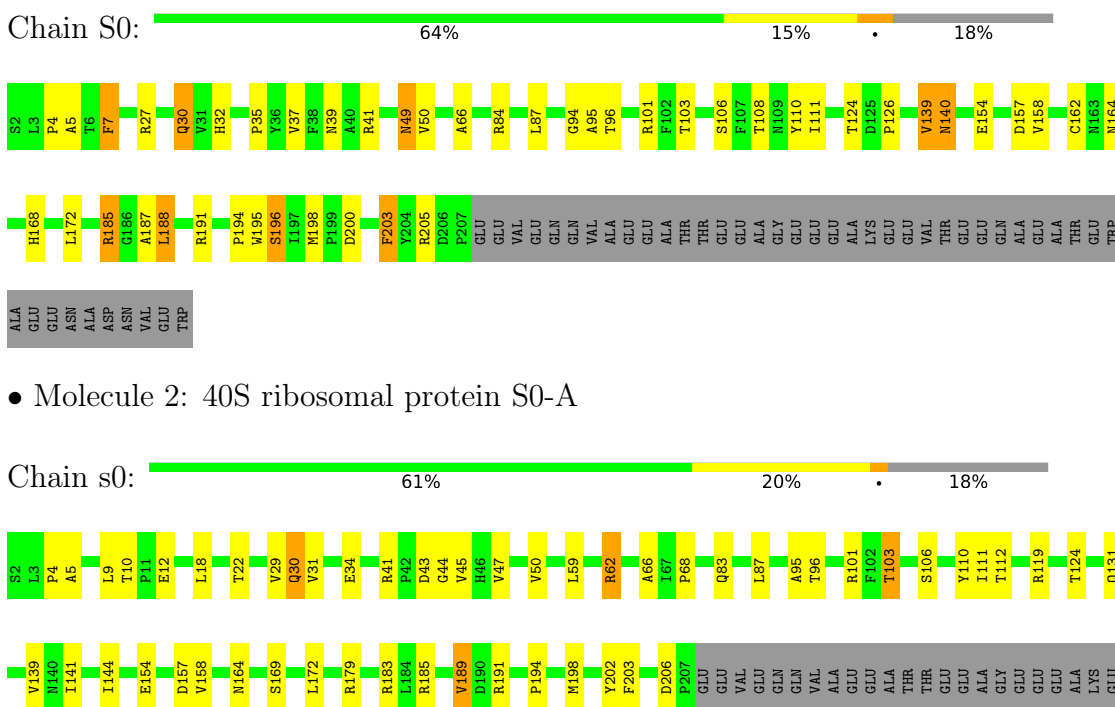 Chain S0:
64% 15% • 18%
S2 L3 P4 A5 T6 F7 R27 Q30 V31 H32 P35 Y36 V37 F38 N39 A40 R41 N49 V50 A66 R84 L87 G94 A95 T96 R101 F102 T103 S106 F107 T108 N109 Y110 I111 T124 D125 P126 V139 N140 E154 D157 V158 C162 N163 N164
H168 L172 R185 G186 A187 L188 R191 P194 W195 S196 I197 M198 P199 D200 F203 Y204 R205 D206 P207 GLU GLU VAL GLU GLN GLN VAL ALA GLU GLU ALA THR THR GLU GLU ALA GLY GLU GLU GLU ALA LYS GLU GLU VAL THR GLU GLU GLN ALA GLU ALA THR GLU TRP
ALA GLU GLU ASN ALA ASP ASN VAL GLU TRP
• Molecule 2: 40S ribosomal protein S0-A
Chain s0:
61% 20% • 18%
S2 L3 P4 A5 L9 T10 P11 E12 L18 T22 V29 Q30 V31 E34 R41 P42 D43 G44 V45 H46 V47 V50 L59 R62 A66 I67 P68 Q83 L87 A95 T96 R101 F102 T103 S106 Y110 I111 T112 R119 T124 Q131
V139 N140 I141 I144 E154 D157 V158 N164 S169 L172 R179 R183 L184 R185 V189 D190 R191 P194 M198 Y202 F203 D206 P207 GLU GLU VAL GLU GLN GLN VAL ALA GLU GLU ALA THR THR GLU GLU ALA GLY GLU GLU GLU ALA LYS GLU